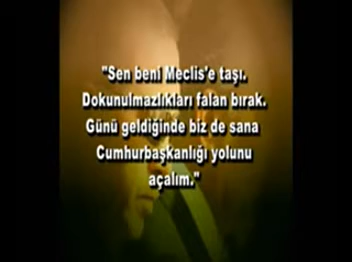 "Sen beni Meclis'e taşı.
Dokunulmazlıkları falan bırak.
Günü geldiğinde biz de sana
Cumhurbaşkanlığı yolunu
açalım."